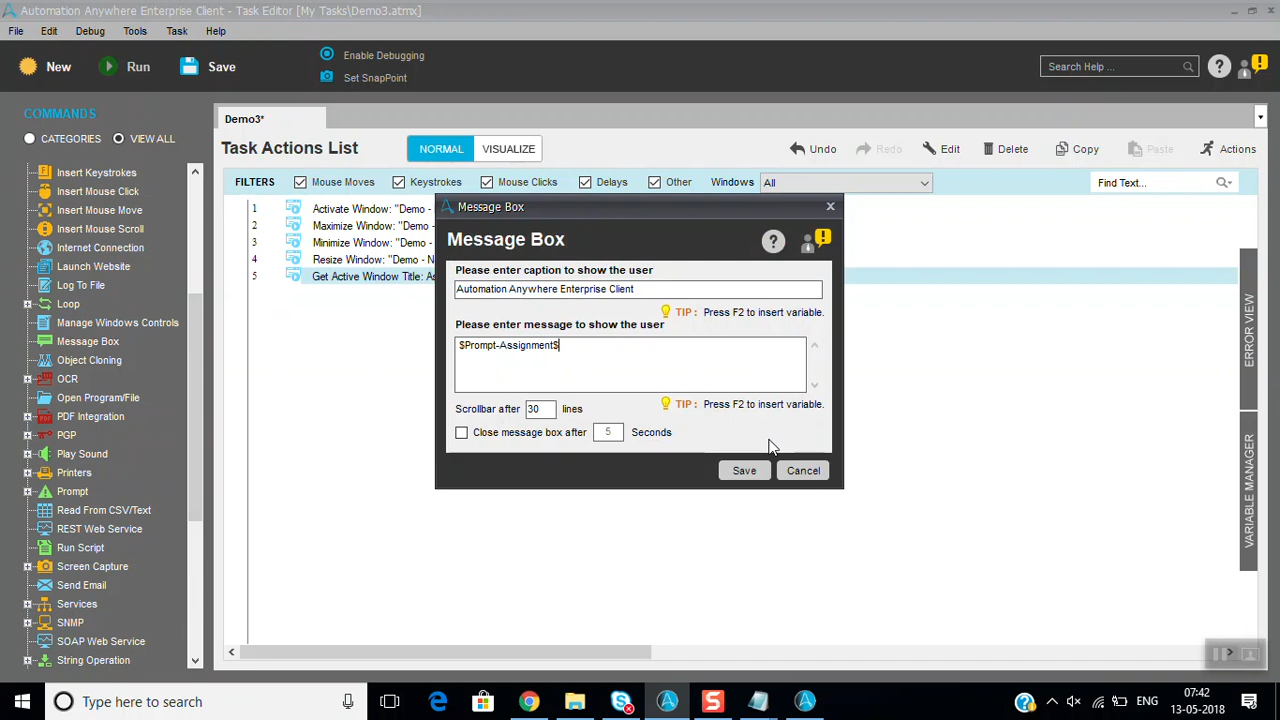 Automation Anywhere Enterprise Client - Task Editor [My Tasks\Demo3.atmx]
File Edit Debug Tools Task Help
New Run Save
Enable Debugging
Set SnapPoint
Search Help ...
COMMANDS
CATEGORIES VIEW ALL
Insert Keystrokes
Insert Mouse Click
Insert Mouse Move
Insert Mouse Scroll
Internet Connection
Launch Website
Log To File
Loop
Manage Windows Controls
Message Box
Object Cloning
OCR
Open Program/File
PDF Integration
PGP
Play Sound
Printers
Prompt
Read From CSV/Text
REST Web Service
Run Script
Screen Capture
Send Email
Services
SNMP
SOAP Web Service
String Operation
Demo3*
Task Actions List NORMAL VISUALIZE Undo Redo Edit Delete Copy Paste Actions
FILTERS Mouse Moves Keystrokes Mouse Clicks Delays Other Windows All Find Text...
1 Activate Window: "Demo -
2 Maximize Window: "Demo -
3 Minimize Window: "Demo -
4 Resize Window: "Demo - N
5 Get Active Window Title: As
Message Box
Message Box
Please enter caption to show the user
Automation Anywhere Enterprise Client
TIP : Press F2 to insert variable.
Please enter message to show the user
$Prompt-Assignment$
TIP : Press F2 to insert variable.
Scrollbar after 30 lines
Close message box after 5 Seconds
Save Cancel
ERROR VIEW
VARIABLE MANAGER
Type here to search
ENG
07:42
13-05-2018